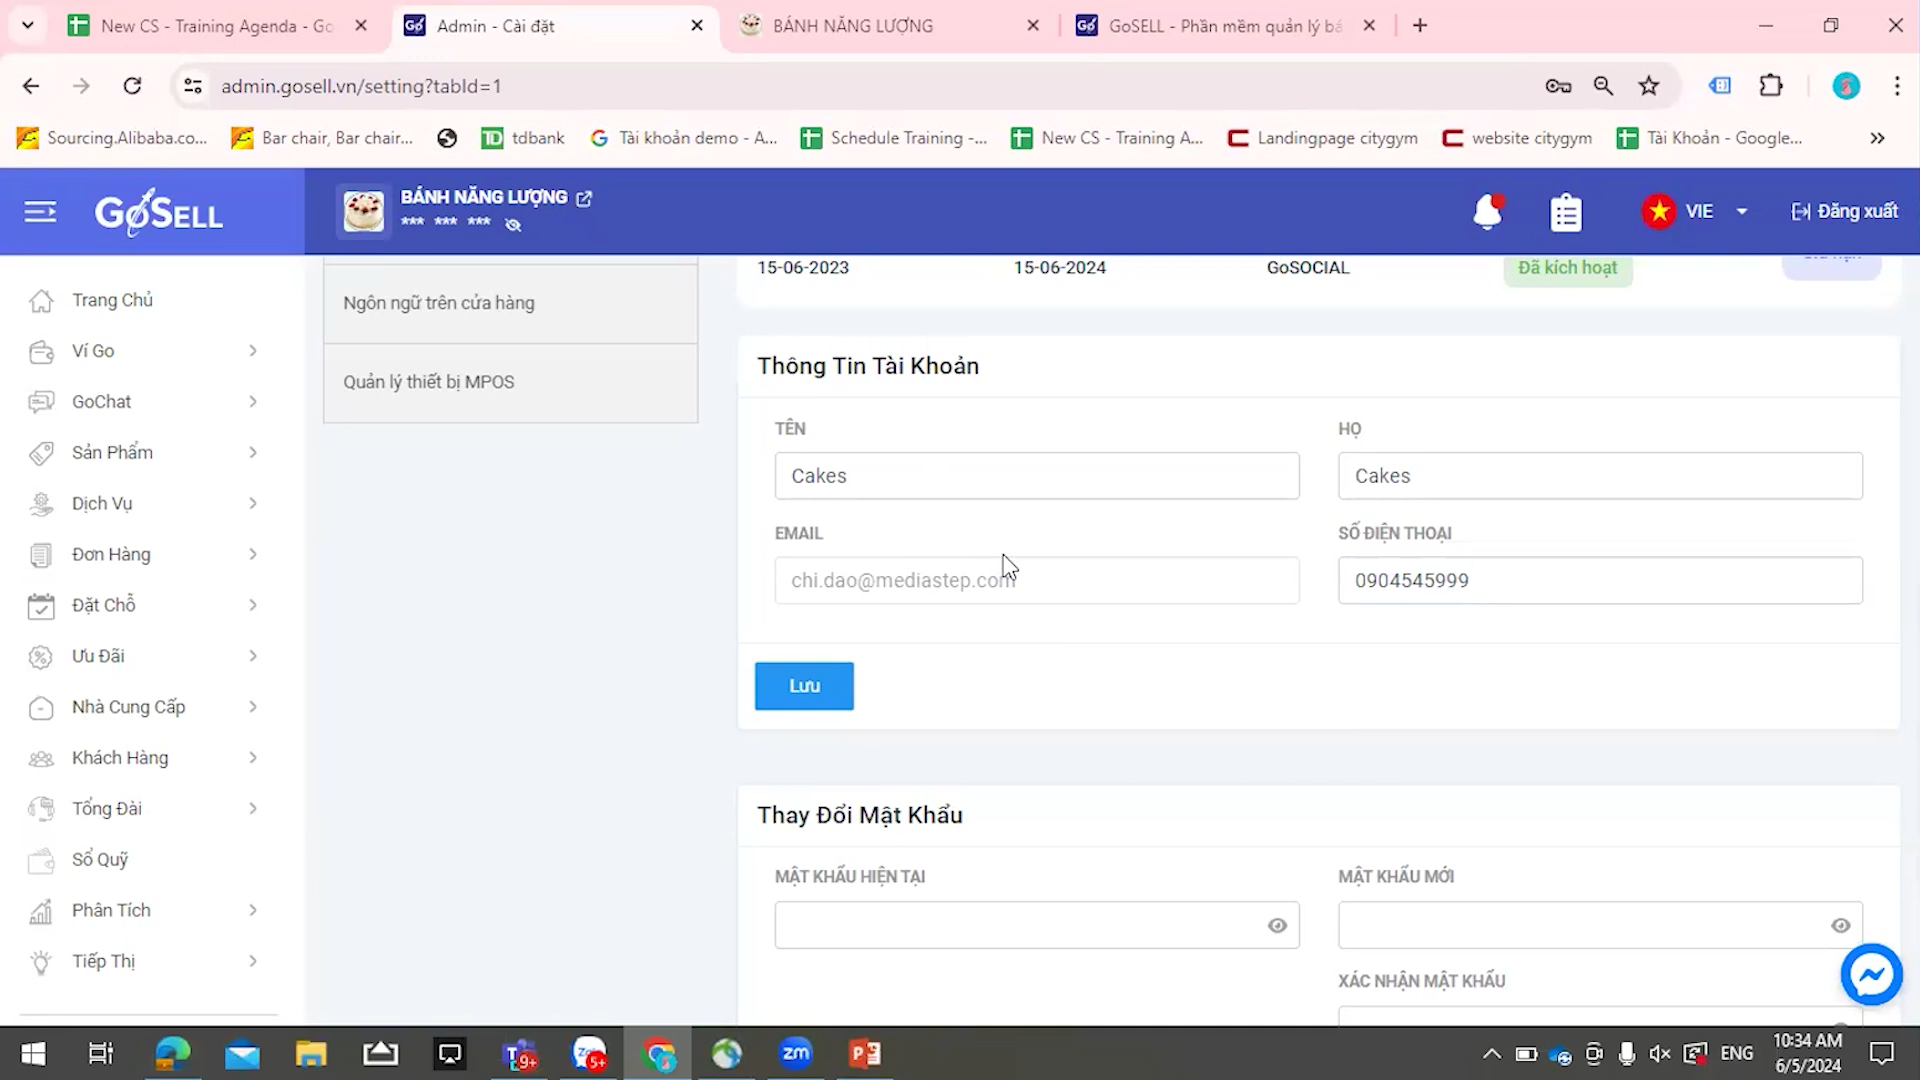 New CS - Training Agenda - Go
Admin - Cài đặt
BÁNH NĂNG LƯỢNG
GoSELL - Phần mềm quản lý bá
admin.gosell.vn/setting?tabId=1
Sourcing.Alibaba.co...
Bar chair, Bar chair...
tdbank
Tài khoản demo - A...
Schedule Training -...
New CS - Training A...
Landingpage citygym
website citygym
Tài Khoản - Google...
GoSELL
BÁNH NĂNG LƯỢNG
*** *** ***
VIE
Đăng xuất
15-06-2023
15-06-2024
GoSOCIAL
Đã kích hoạt
Trang Chủ
Ví Go
GoChat
Sản Phẩm
Dịch Vụ
Đơn Hàng
Đặt Chỗ
Ưu Đãi
Nhà Cung Cấp
Khách Hàng
Tổng Đài
Sổ Quỹ
Phân Tích
Tiếp Thị
Ngôn ngữ trên cửa hàng
Quản lý thiết bị MPOS
Thông Tin Tài Khoản
TÊN
HỌ
Cakes
Cakes
EMAIL
SỐ ĐIỆN THOẠI
chi.dao@mediastep.com
0904545999
Lưu
Thay Đổi Mật Khẩu
MẬT KHẨU HIỆN TẠI
MẬT KHẨU MỚI
XÁC NHẬN MẬT KHẨU
9+
5+
zm
ENG
10:34 AM
6/5/2024